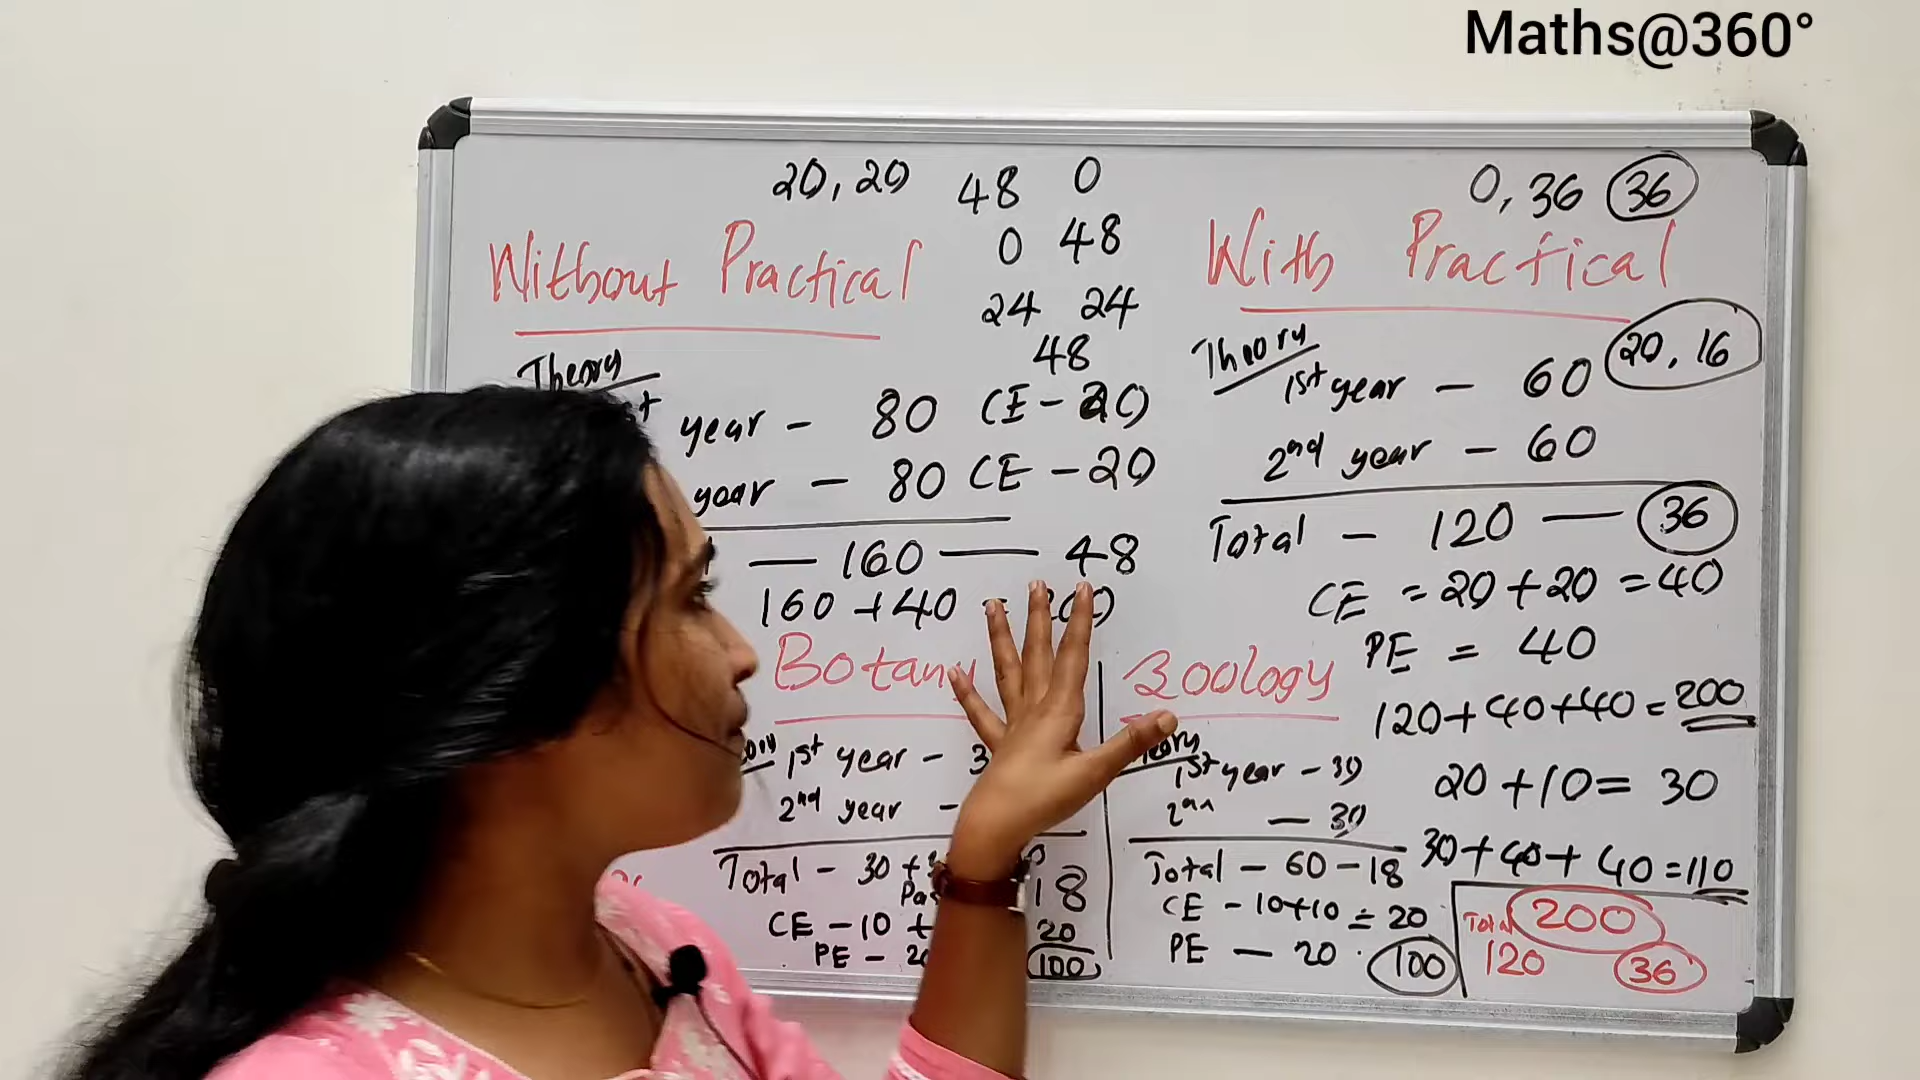 Maths@360°
20, 20 48 0
0 48
24 24
48
Without Practical
Theory
year - 80 CE - 20
year - 80 CE - 20
— 160 — 48
160 + 40 = 200
0, 36 36
With Practical
Theory
20, 16
1st year - 60
2nd year - 60
Total - 120 — 36
CE = 20 + 20 = 40
PE = 40
120 + 40 + 40 = 200
20 + 10 = 30
30 + 40 + 40 = 110
Total 200
120 36
Botany
1st year - 3
2nd year -
Total - 30 +
18
CE - 10 + 20
PE - 20 100
Zoology
1st year - 30
— 30
Total - 60 - 18
CE - 10 + 10 = 20
PE — 20 . 100